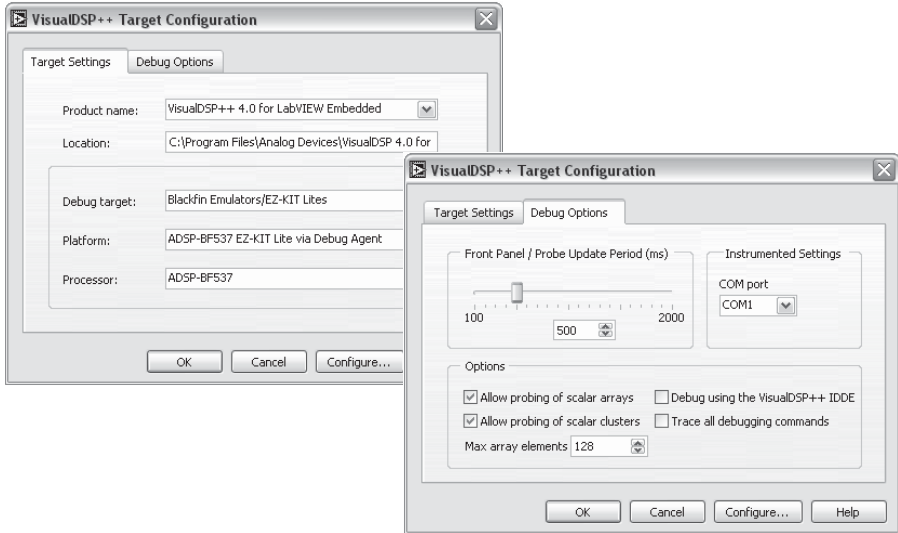 VisualDSP++ Target Configuration
Target Settings
Debug Options
Product name:
VisualDSP++ 4.0 for LabVIEW Embedded
Location:
C:\Program Files\Analog Devices\VisualDSP 4.0 for
Debug target:
Blackfin Emulators/EZ-KIT Lites
Platform:
ADSP-BF537 EZ-KIT Lite via Debug Agent
Processor:
ADSP-BF537
OK
Cancel
Configure...
VisualDSP++ Target Configuration
Target Settings
Debug Options
Front Panel / Probe Update Period (ms)
100
2000
500
Instrumented Settings
COM port
COM1
Options
Allow probing of scalar arrays
Debug using the VisualDSP++ IDDE
Allow probing of scalar clusters
Trace all debugging commands
Max array elements 128
OK
Cancel
Configure...
Help